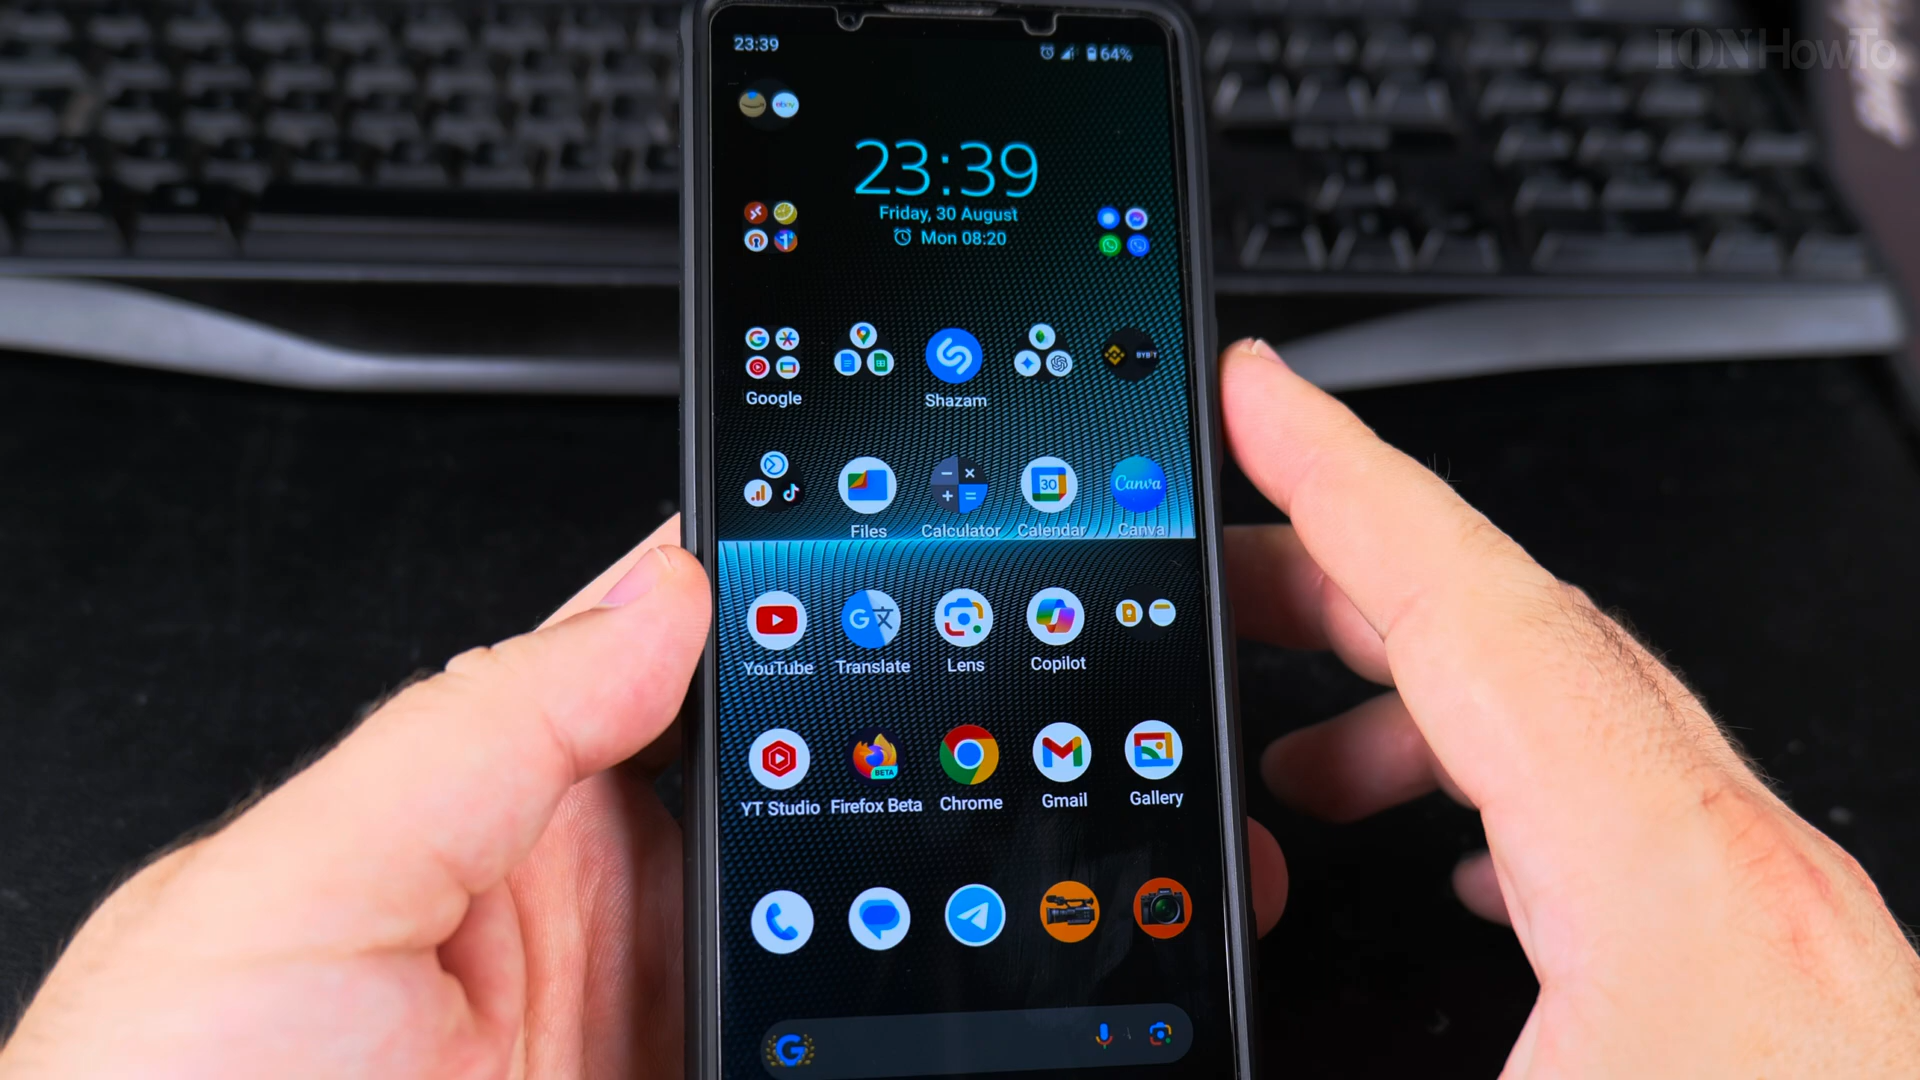 IONHowTo
23:39
64%
ebay
23:39
Friday, 30 August
Mon 08:20
BYBIT
Google
Shazam
30
Canva
Files
Calculator
Calendar
Canva
YouTube
Translate
Lens
Copilot
BETA
YT Studio
Firefox Beta
Chrome
Gmail
Gallery